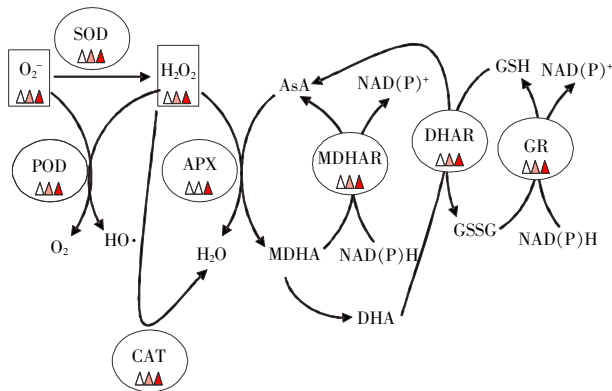 SOD
O₂⁻
H₂O₂
AsA
NAD(P)⁺
GSH
NAD(P)⁺
POD
APX
MDHAR
DHAR
GR
O₂
HO·
H₂O
MDHA
NAD(P)H
GSSG
NAD(P)H
DHA
CAT